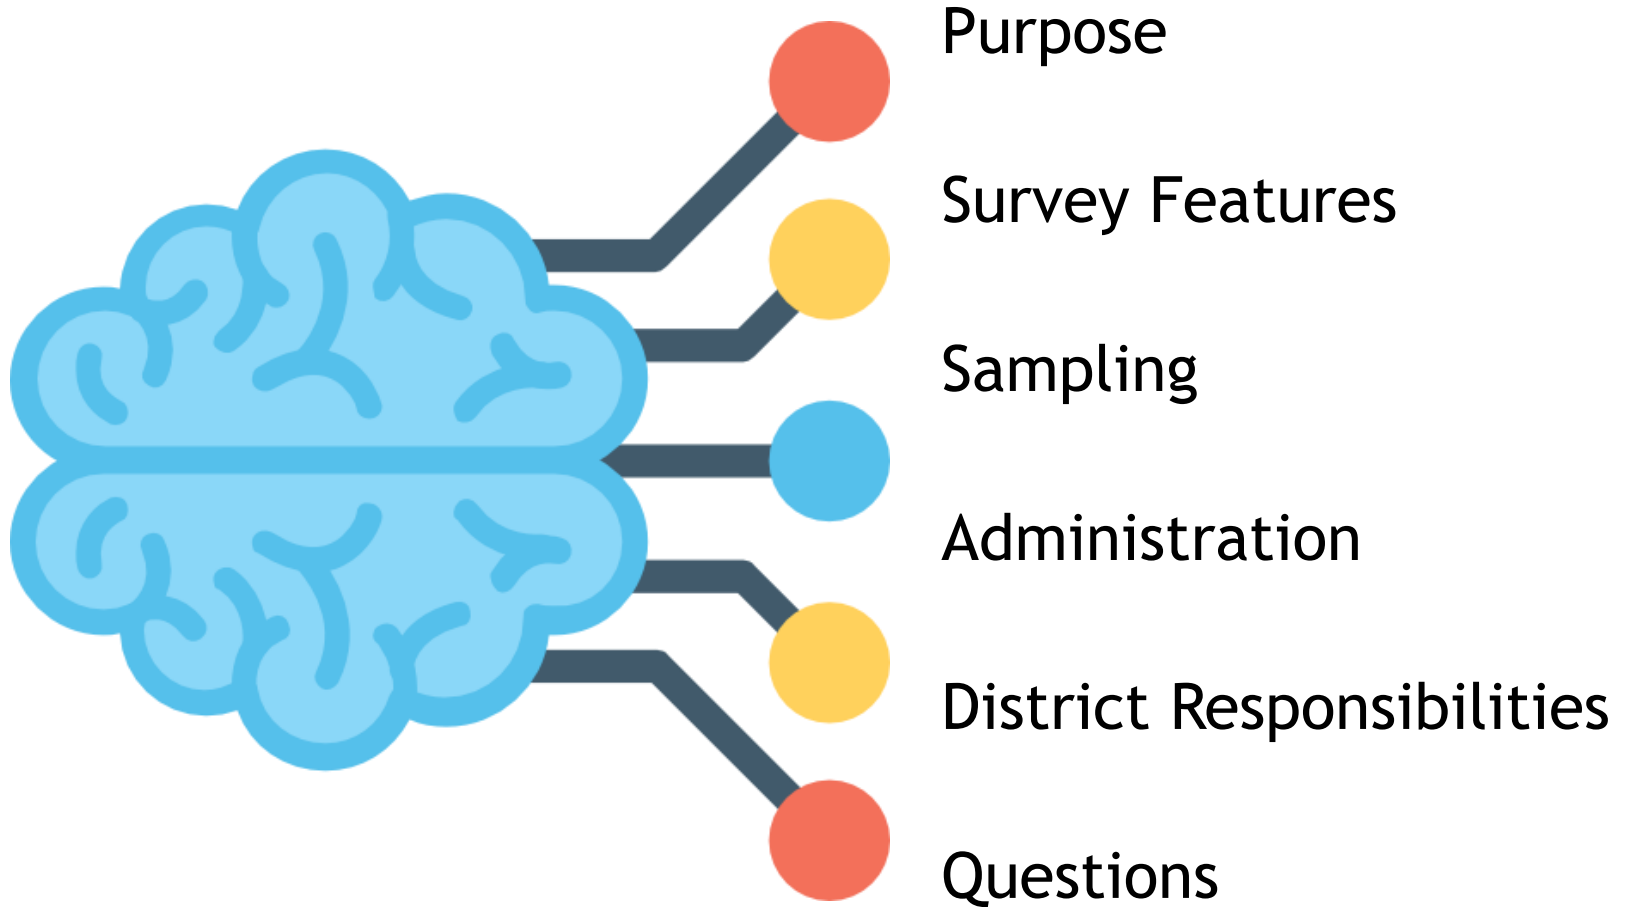 Purpose
Survey Features
Sampling
Administration
District Responsibilities
Questions